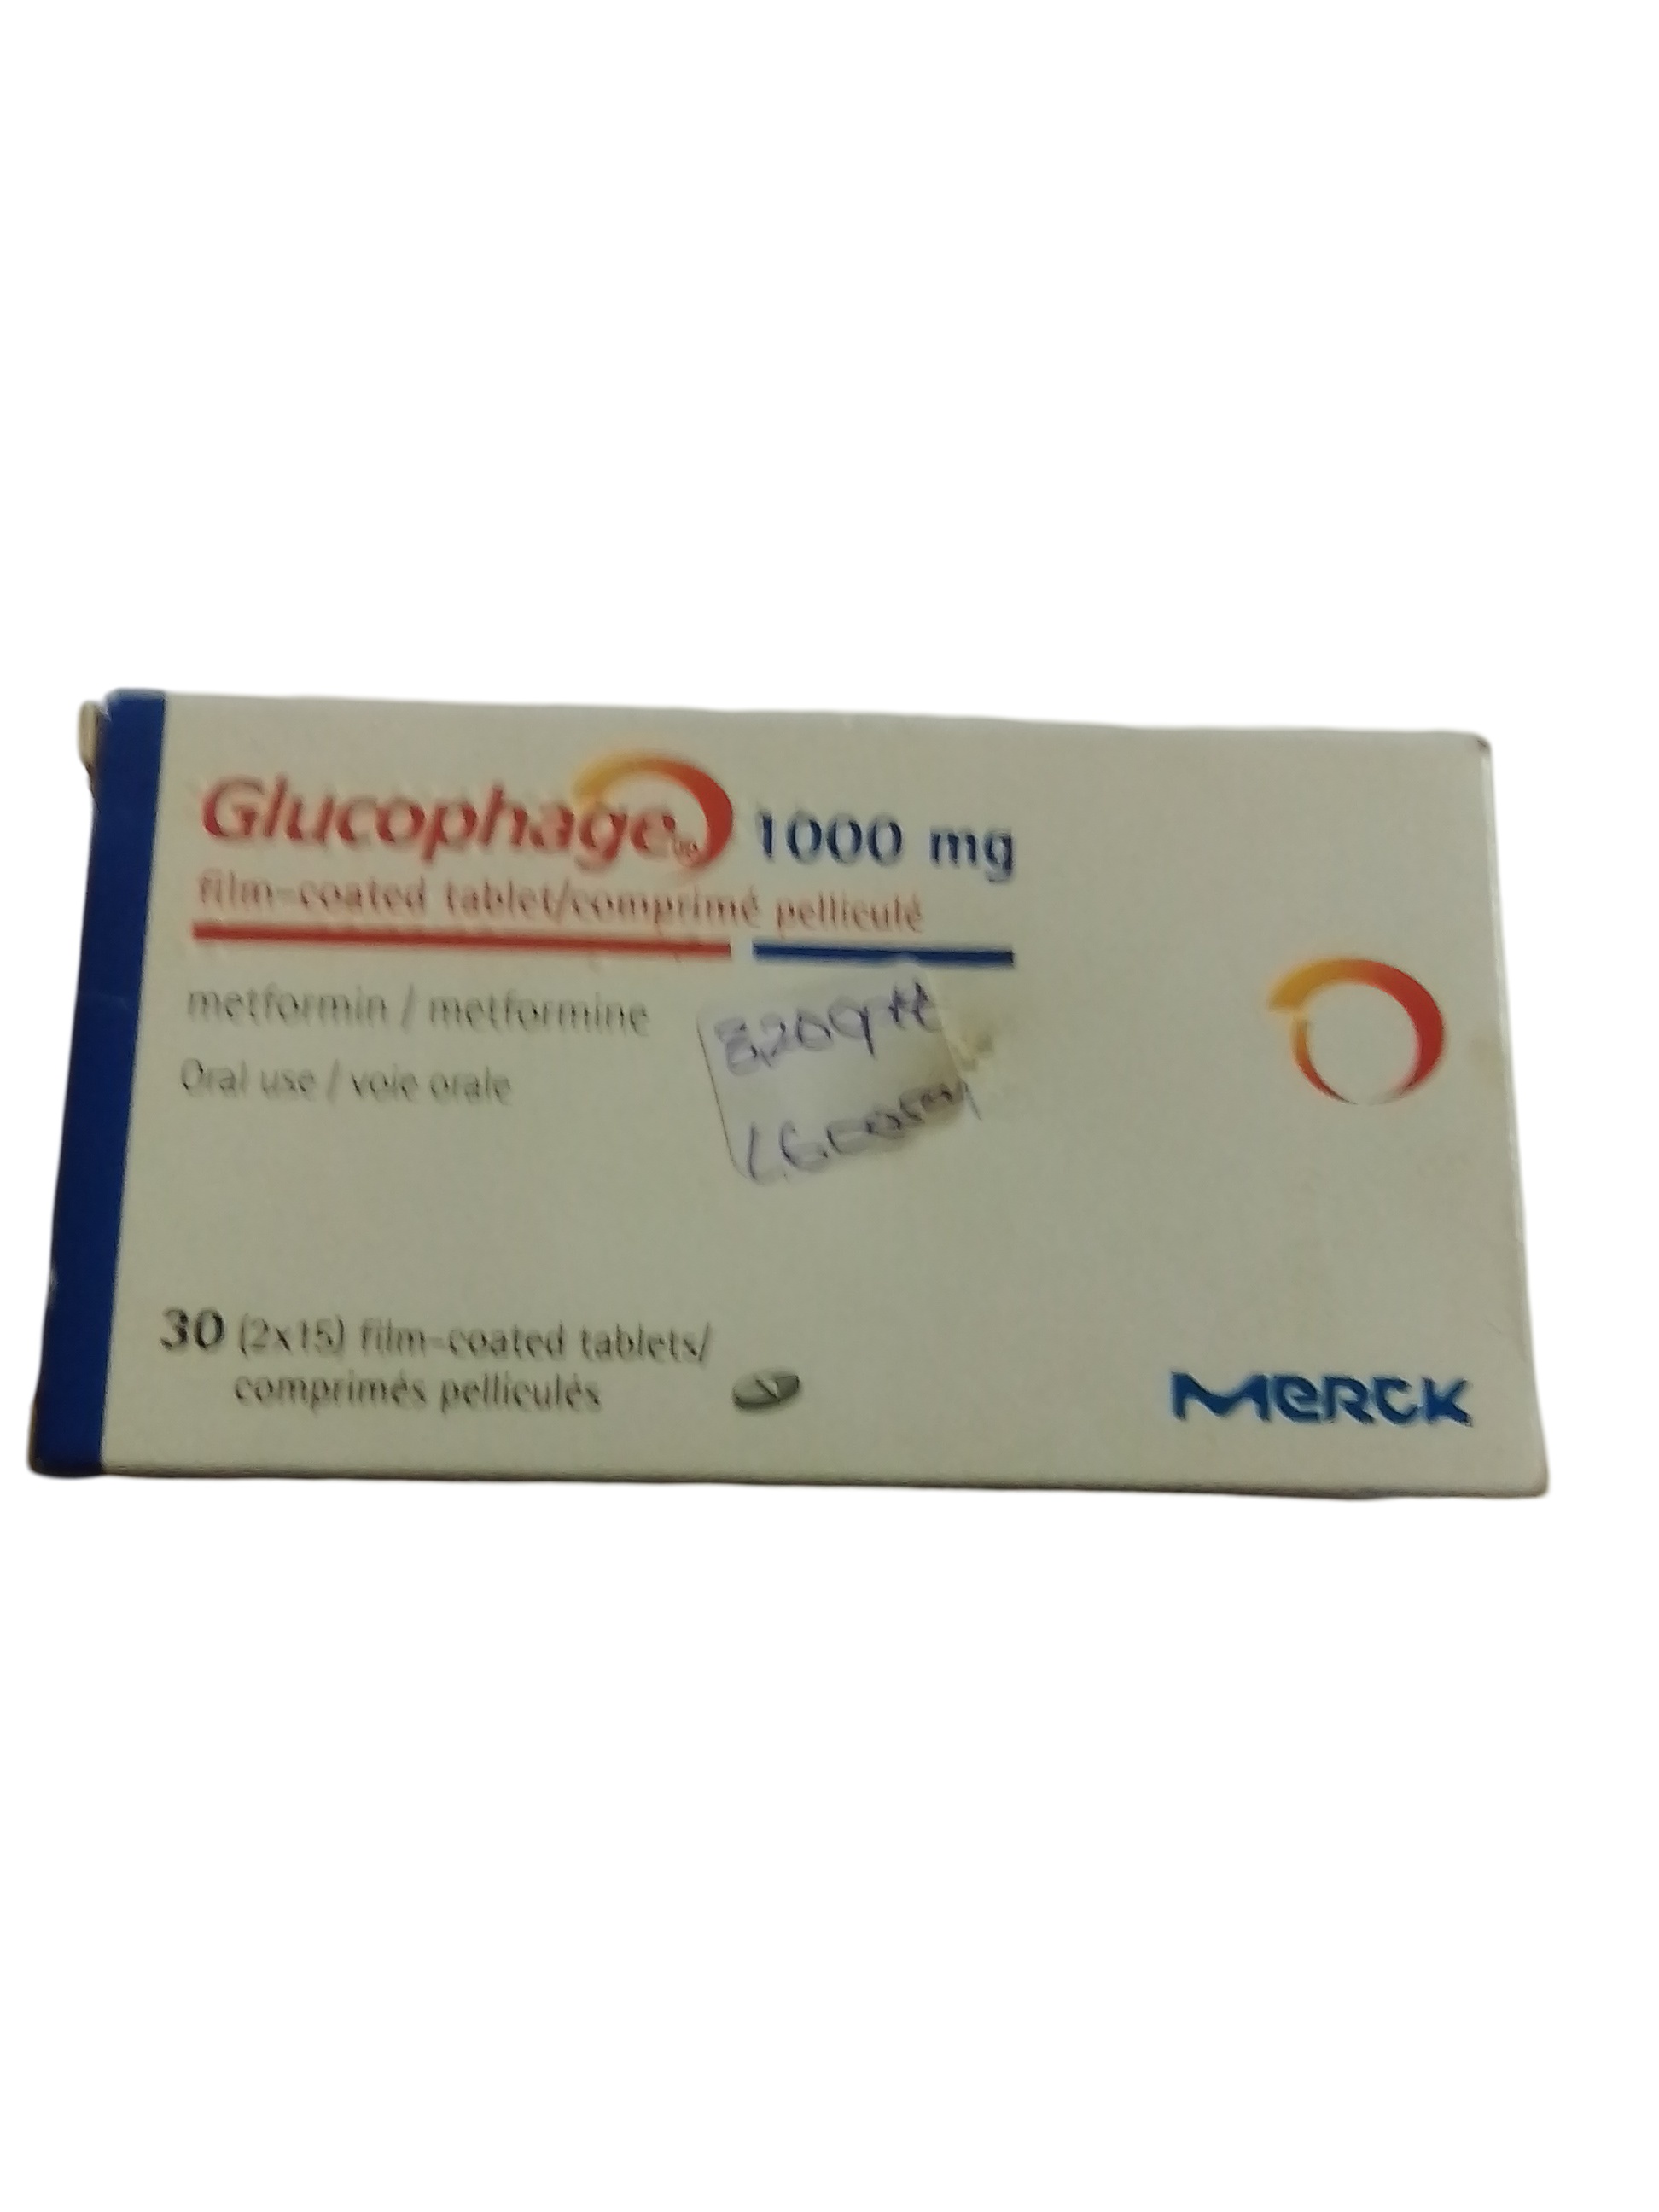 Glucophage 1000 mg
film-coated tablet/comprimé pelliculé
metformin / metformine
Oral use / voie orale
30 (2x15) film-coated tablets/
comprimés pelliculés
MERCK